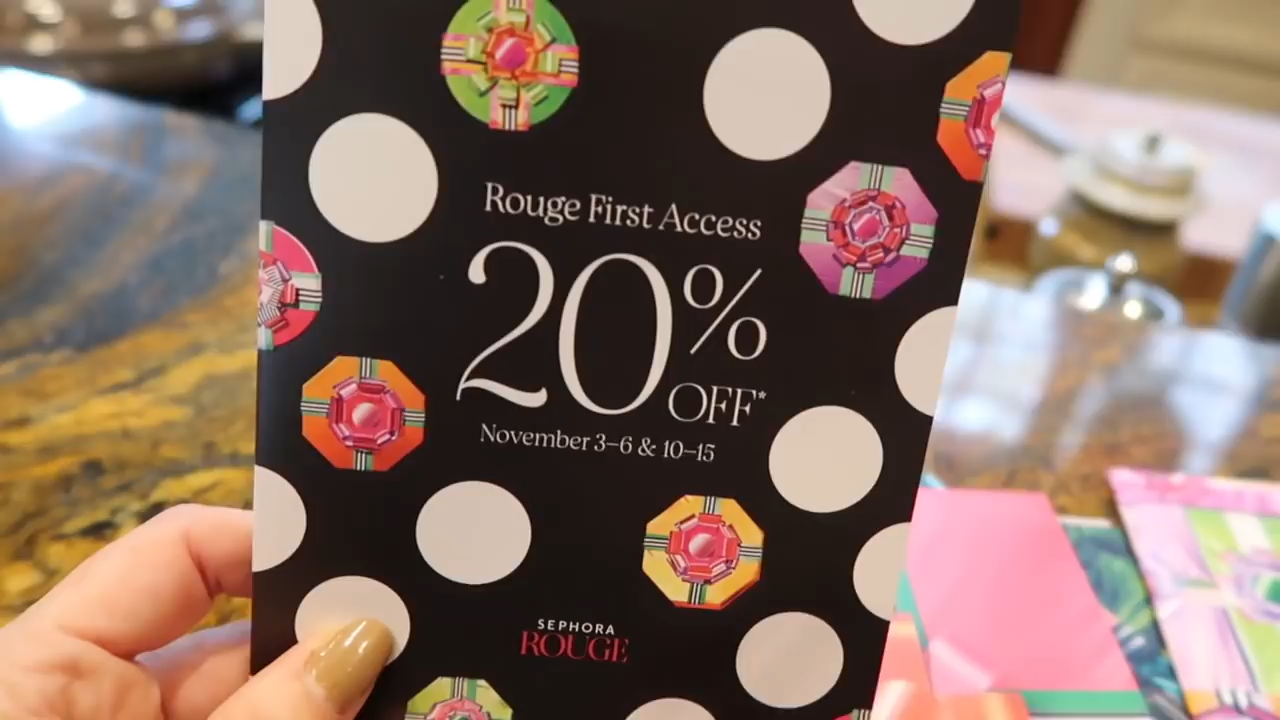 Rouge First Access
20%
OFF*
November 3–6 & 10–15
SEPHORA
ROUGE